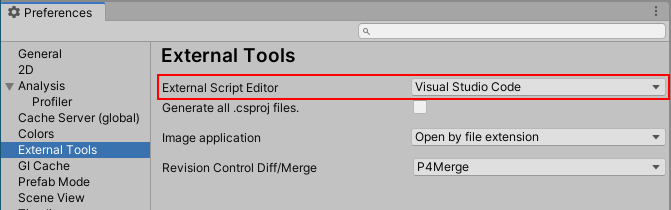 Preferences
General
2D
Analysis
Profiler
Cache Server (global)
Colors
External Tools
GI Cache
Prefab Mode
Scene View
External Tools
External Script Editor Visual Studio Code
Generate all .csproj files.
Image application Open by file extension
Revision Control Diff/Merge P4Merge